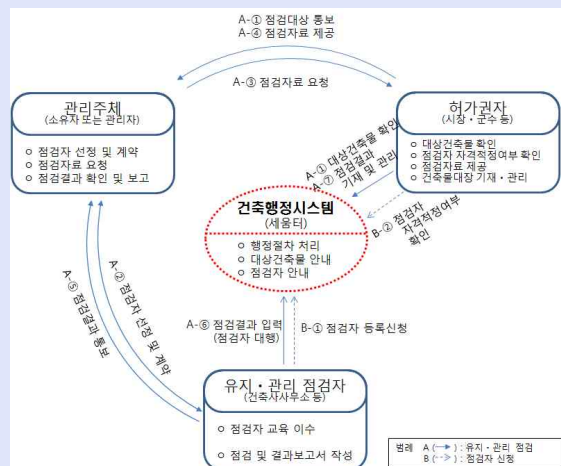 A-① 점검대상 통보
A-④ 점검자료 제공
A-③ 점검자료 요청
관리주체
(소유자 또는 관리자)
○ 점검자 선정 및 계약
○ 점검자료 요청
○ 점검결과 확인 및 보고
허가권자
(시장・군수 등)
○ 대상건축물 확인
○ 점검자 자격적정여부 확인
○ 점검자료 제공
○ 건축물대장 기재・관리
A-① 대상건축물 확인
A-⑦ 점검결과
기재 및 관리
B-② 점검자
자격적정여부
확인
건축행정시스템
(세움터)
○ 행정절차 처리
○ 대상건축물 안내
○ 점검자 안내
A-② 점검자 선정 및 계약
A-⑤ 점검결과 통보
A-⑥ 점검결과 입력
(점검자 대행)
B-① 점검자 등록신청
유지・관리 점검자
(건축사사무소 등)
○ 점검자 교육 이수
○ 점검 및 결과보고서 작성
범례 A (→) : 유지・관리 점검
B (⇢) : 점검자 신청